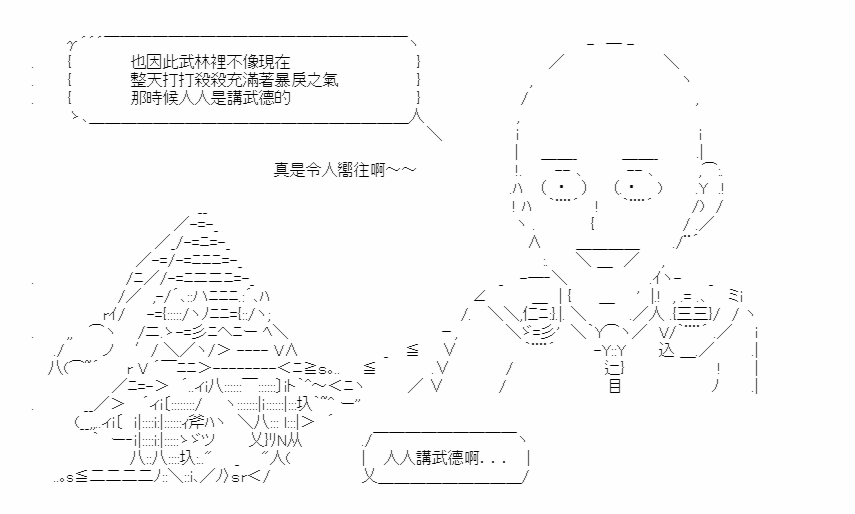 也因此武林裡不像現在
整天打打殺殺充滿著暴戾之氣
那時候人人是講武德的
真是令人嚮往啊～～
人人講武德啊...